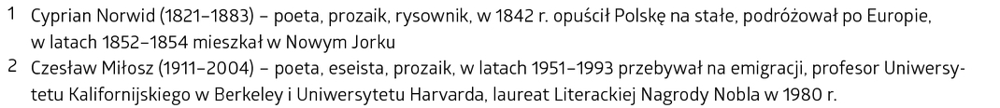 1 Cyprian Norwid (1821–1883) – poeta, prozaik, rysownik, w 1842 r. opuścił Polskę na stałe, podróżował po Europie,
w latach 1852–1854 mieszkał w Nowym Jorku
2 Czesław Miłosz (1911–2004) – poeta, eseista, prozaik, w latach 1951–1993 przebywał na emigracji, profesor Uniwersy-
tetu Kalifornijskiego w Berkeley i Uniwersytetu Harvarda, laureat Literackiej Nagrody Nobla w 1980 r.